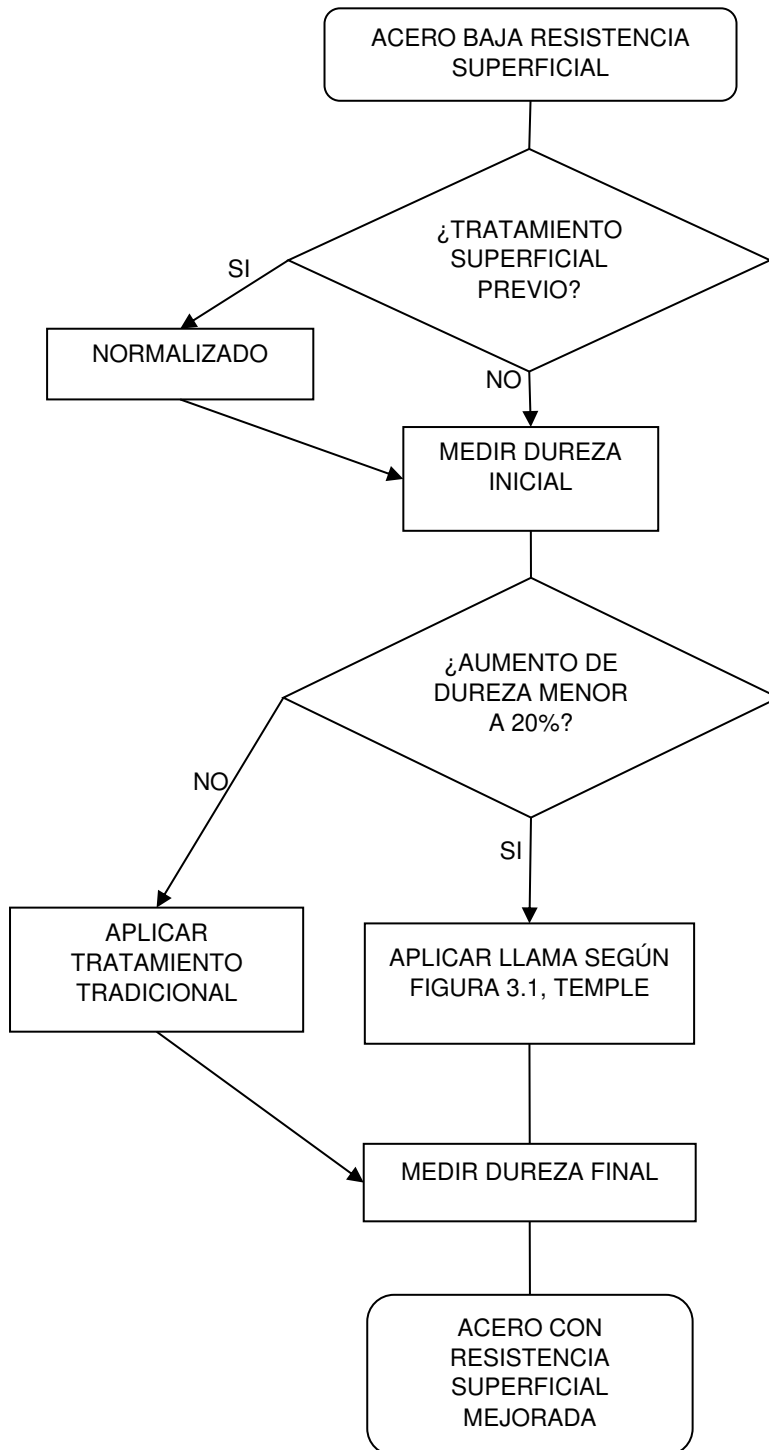 ACERO BAJA RESISTENCIA
SUPERFICIAL
¿TRATAMIENTO
SUPERFICIAL
PREVIO?
SI
NORMALIZADO
NO
MEDIR DUREZA
INICIAL
¿AUMENTO DE
DUREZA MENOR
A 20%?
NO
SI
APLICAR
TRATAMIENTO
TRADICIONAL
APLICAR LLAMA SEGÚN
FIGURA 3.1, TEMPLE
MEDIR DUREZA FINAL
ACERO CON
RESISTENCIA
SUPERFICIAL
MEJORADA